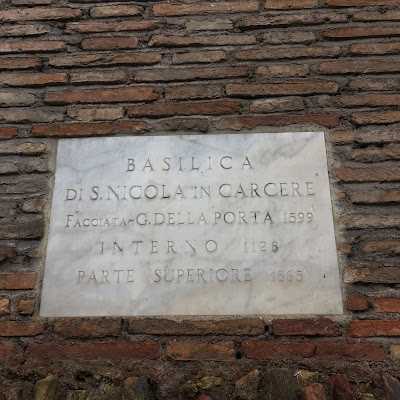 BASILICA
DI S.NICOLA IN CARCERE
FACCIATA-G.DELLA PORTA 1599
INTERNO 1128
PARTE SUPERIORE 1865